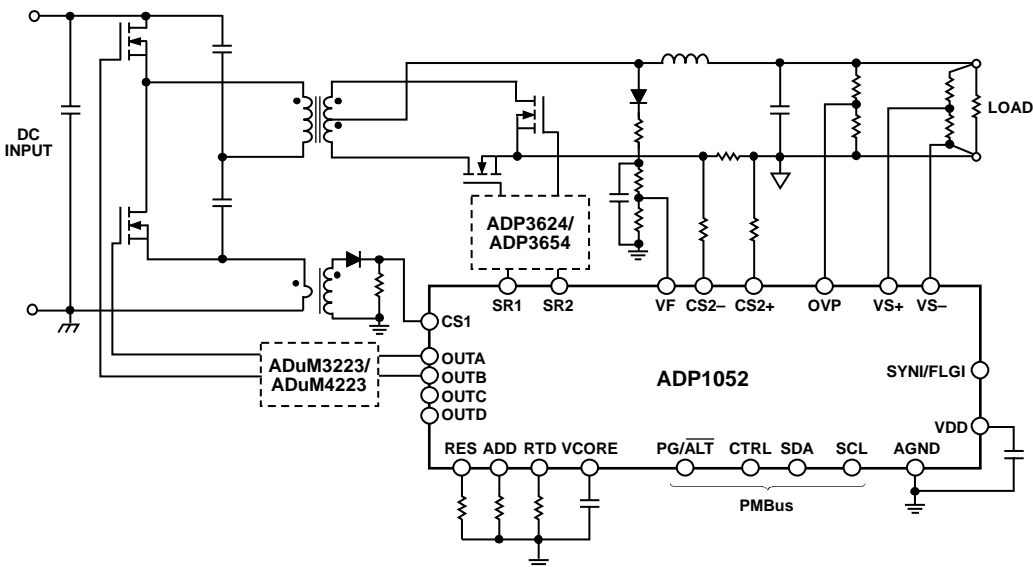 DC
INPUT
LOAD
ADP3624/
ADP3654
SR1 SR2 VF CS2– CS2+ OVP VS+ VS–
CS1
ADuM3223/
ADuM4223
OUTA
OUTB
OUTC
OUTD
ADP1052
SYNI/FLGI
VDD
RES ADD RTD VCORE PG/ALT CTRL SDA SCL AGND
PMBus